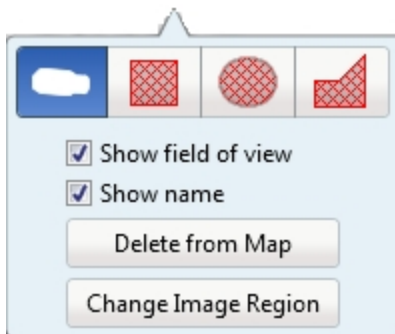 Show field of view
Show name
Delete from Map
Change Image Region